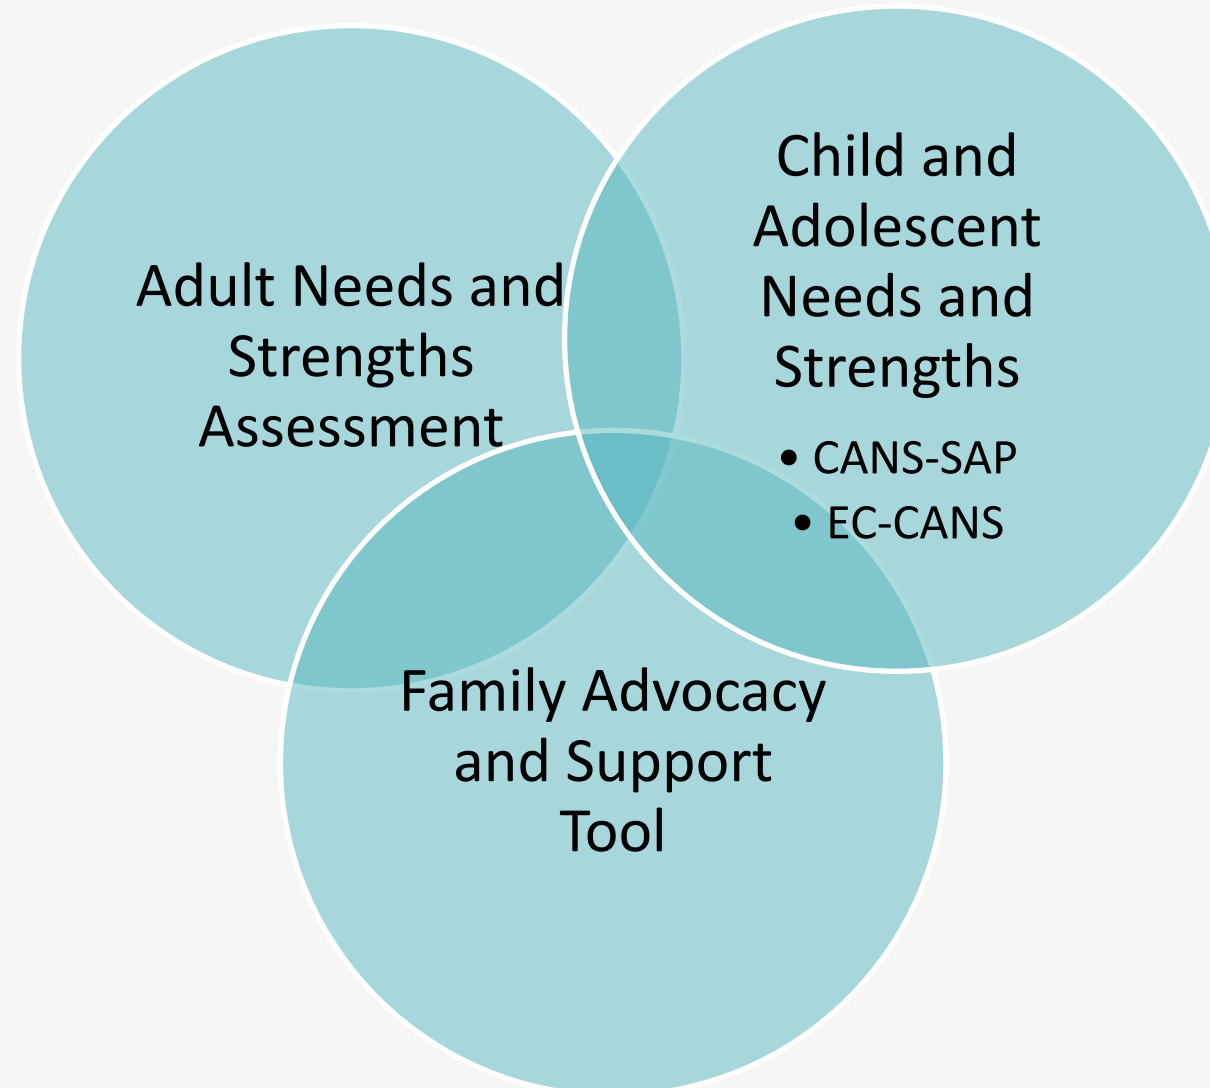 Adult Needs and
Strengths
Assessment
Child and
Adolescent
Needs and
Strengths
• CANS-SAP
• EC-CANS
Family Advocacy
and Support
Tool